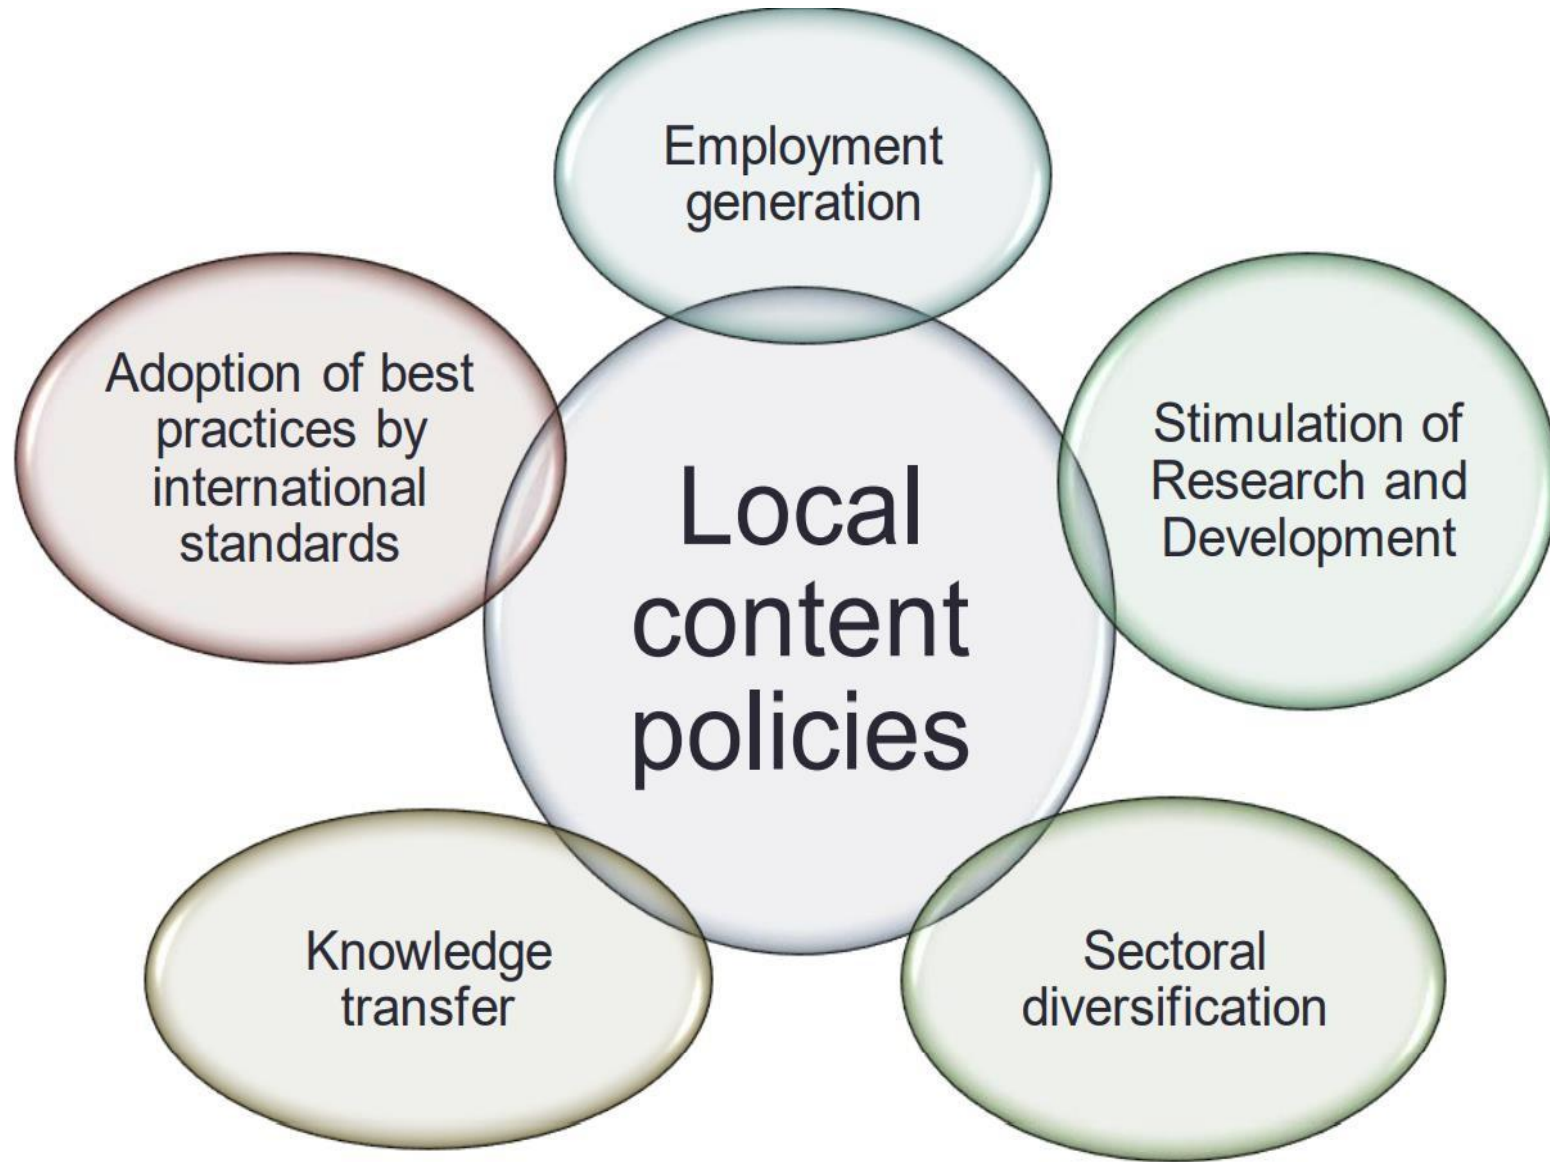 Employment
generation
Adoption of best
practices by
international
standards
Local
content
policies
Stimulation of
Research and
Development
Knowledge
transfer
Sectoral
diversification